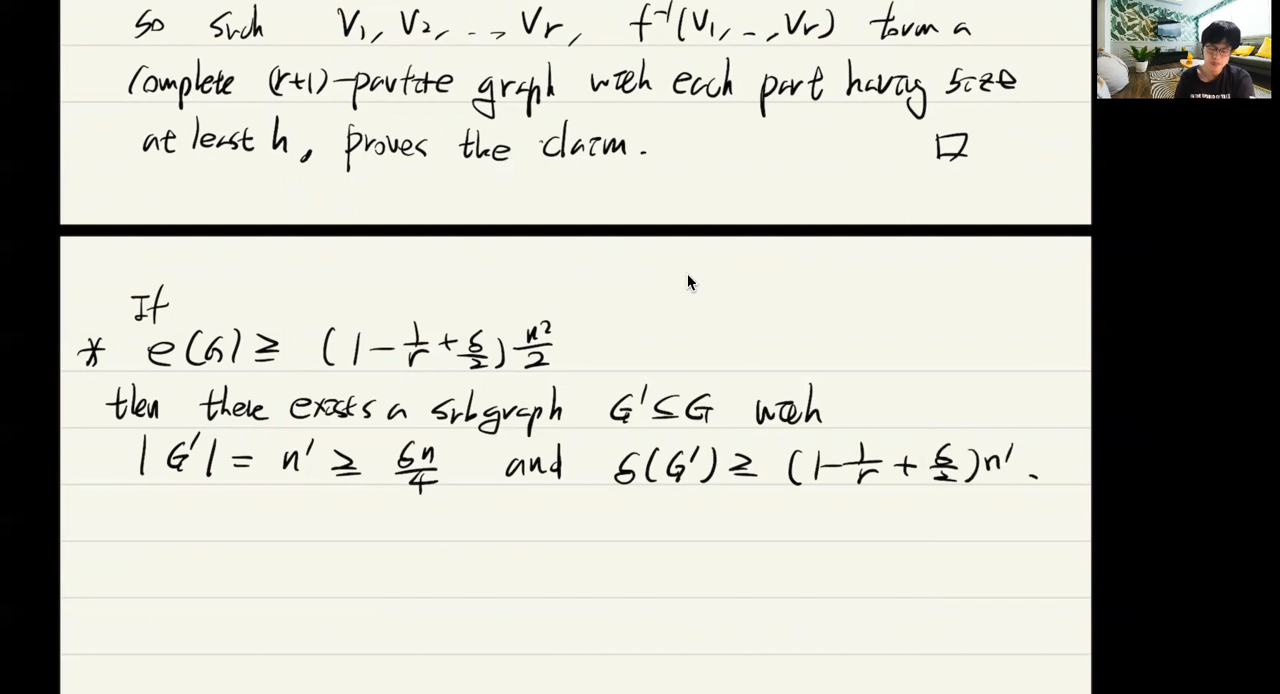 so such V₁, V₂, ..., Vr, f⁻¹(V₁, .., Vr) form a
complete (r+1)-partite graph with each part having size
at least h, proves the claim. □
If
* e(G) ≥ (1 - 1/r + δ/2) n²/2
then there exists a subgraph G' ⊆ G with
|G'| = n' ≥ δn/4 and δ(G') ≥ (1 - 1/r + δ/2)n'.